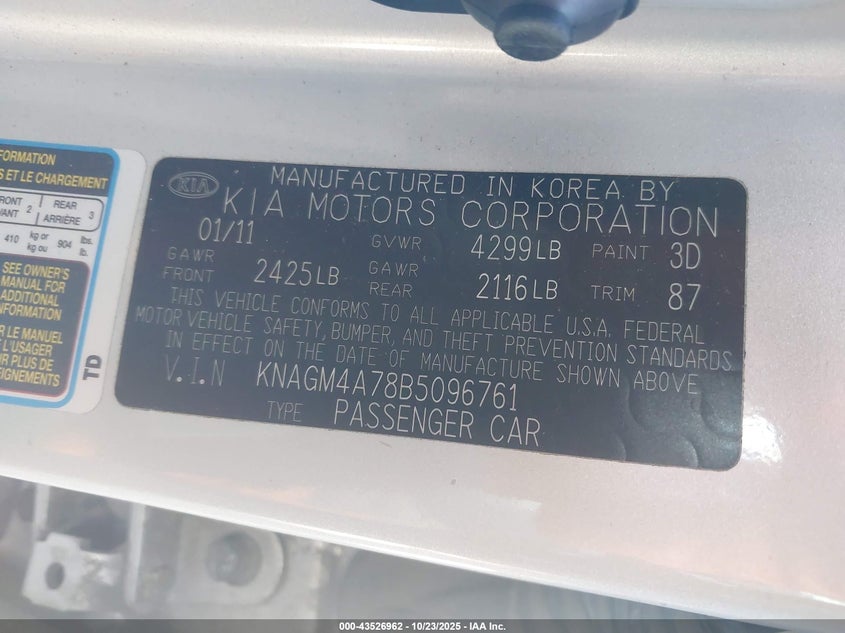 FORMATION
S ET LE CHARGEMENT
FRONT 2 REAR 3
VANT ARRIÈRE
410 kg or 904 lbs.
kg ou lb.
SEE OWNER'S
MANUAL FOR
ADDITIONAL
INFORMATION
R LE MANUEL
L'USAGER
UR PLUS DE
EIGNEMENTS
TD
KIA
MANUFACTURED IN KOREA BY
KIA MOTORS CORPORATION
01/11 GVWR 4299LB PAINT 3D
GAWR FRONT 2425LB GAWR REAR 2116LB TRIM 87
THIS VEHICLE CONFORMS TO ALL APPLICABLE U.S.A. FEDERAL
MOTOR VEHICLE SAFETY, BUMPER, AND THEFT PREVENTION STANDARDS
IN EFFECT ON THE DATE OF MANUFACTURE SHOWN ABOVE
V.I.N KNAGM4A78B5096761
TYPE PASSENGER CAR
000-43526962 - 10/23/2025 - IAA Inc.